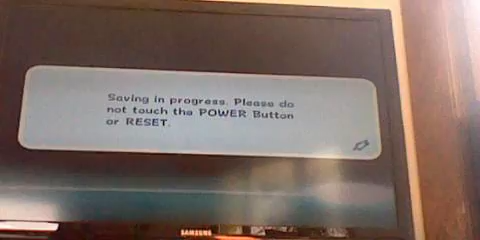 Saving in progress. Please do
not touch the POWER Button
or RESET.
SAMSUNG